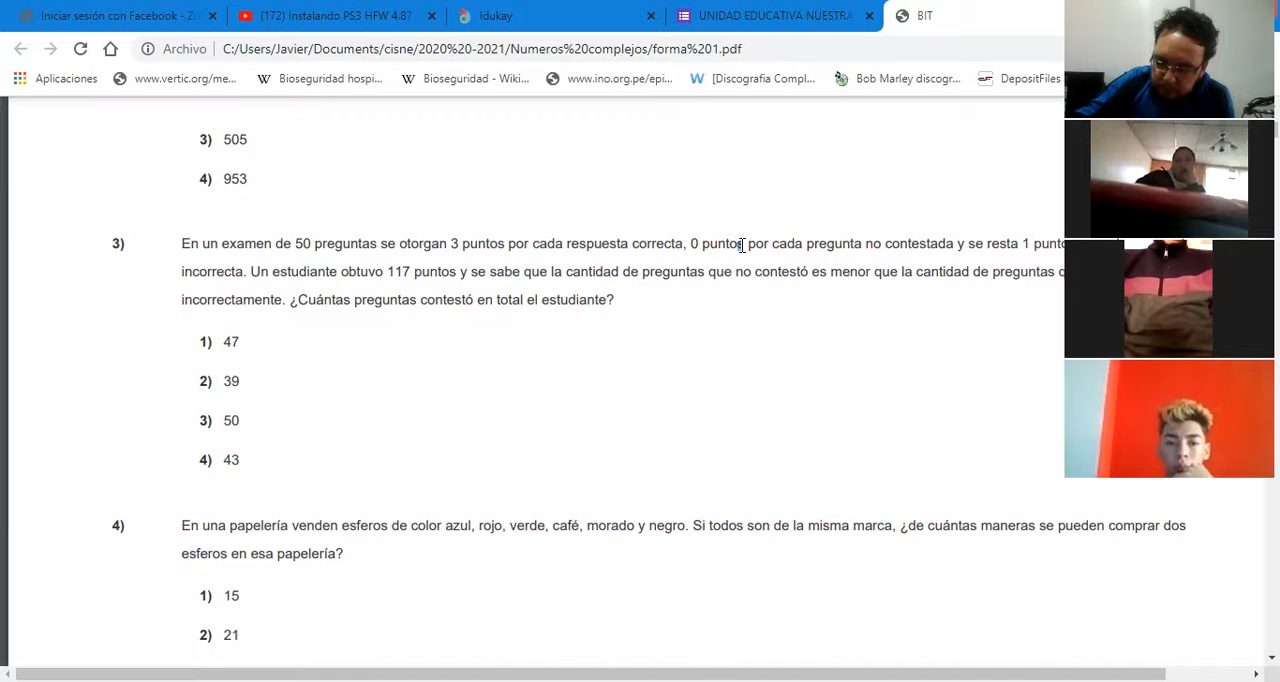 Iniciar sesión con Facebook - Zo
(172) Instalando PS3 HFW 4.87
Idukay
UNIDAD EDUCATIVA NUESTRA
BIT
Archivo
C:/Users/Javier/Documents/cisne/2020%20-2021/Numeros%20complejos/forma%201.pdf
Aplicaciones
www.vertic.org/me...
Bioseguridad hospi...
Bioseguridad - Wiki...
www.ino.org.pe/epi...
[Discografia Compl...
Bob Marley discogr...
DepositFiles
3) 505
4) 953
3) En un examen de 50 preguntas se otorgan 3 puntos por cada respuesta correcta, 0 puntos por cada pregunta no contestada y se resta 1 punto
incorrecta. Un estudiante obtuvo 117 puntos y se sabe que la cantidad de preguntas que no contestó es menor que la cantidad de preguntas
incorrectamente. ¿Cuántas preguntas contestó en total el estudiante?
1) 47
2) 39
3) 50
4) 43
4) En una papelería venden esferos de color azul, rojo, verde, café, morado y negro. Si todos son de la misma marca, ¿de cuántas maneras se pueden comprar dos
esferos en esa papelería?
1) 15
2) 21